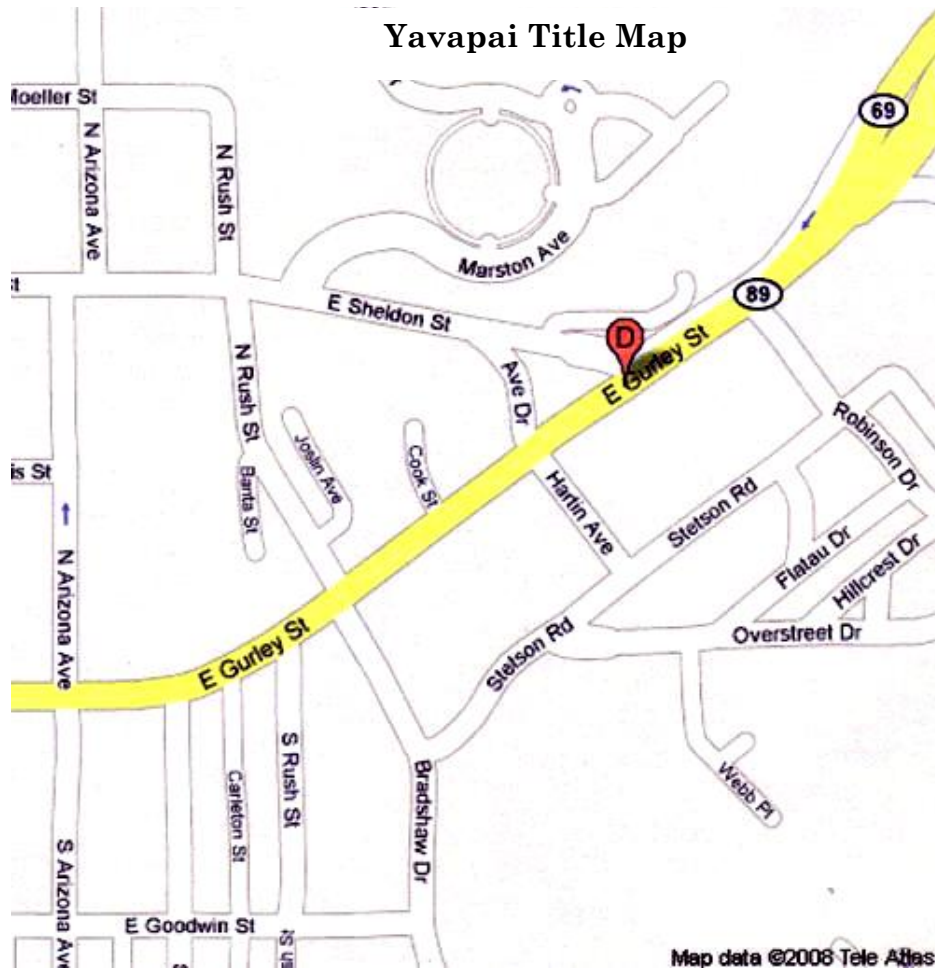 Yavapai Title Map
Moeller St
69
N Arizona Ave
N Rush St
Marston Ave
89
E Sheldon St
E Gurley St
N Rush St
Ave Dr
Joslin Ave
Cook St
Robinson Dr
is St
Banta St
Harlin Ave
Stetson Rd
Flatau Dr
Hillcrest Dr
N Arizona Ave
E Gurley St
Stetson Rd
Overstreet Dr
S Rush St
Carleton St
Bradshaw Dr
Webb Pl
S Arizona Ave
E Goodwin St
D
Map data ©2008 Tele Atlas